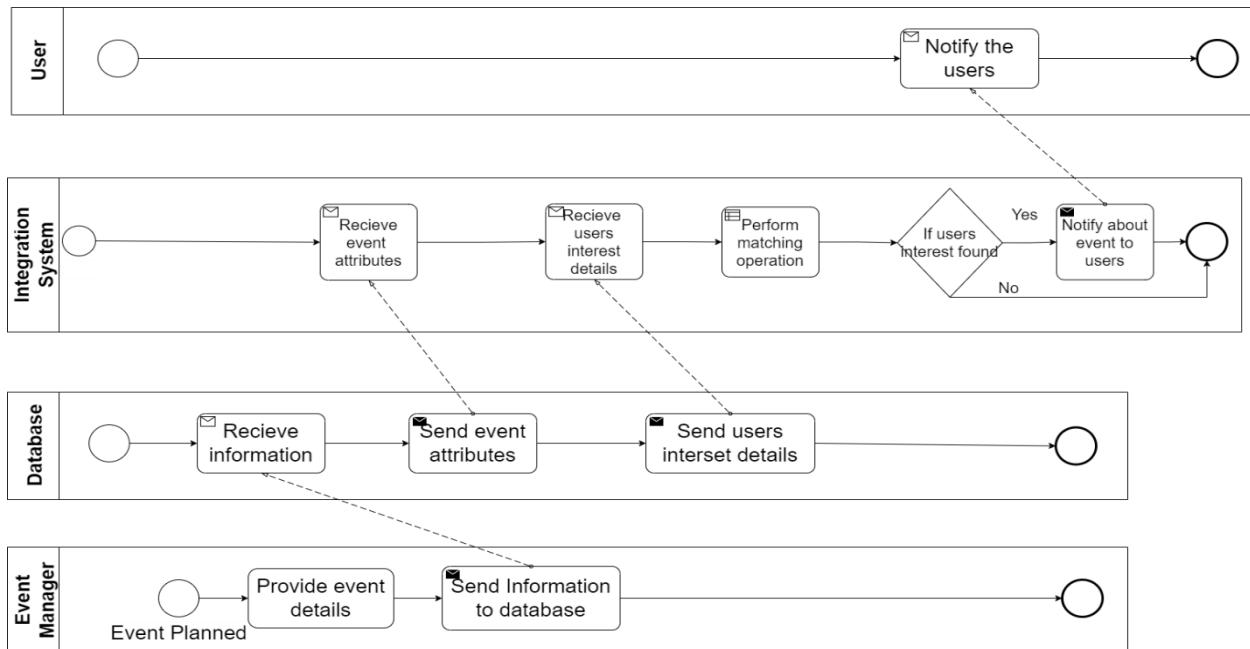 User
Notify the
users
Integration
System
Recieve
event
attributes
Recieve
users
interest
details
Perform
matching
operation
If users
interest found
Yes
No
Notify about
event to
users
Database
Recieve
information
Send event
attributes
Send users
interset details
Event
Manager
Event Planned
Provide event
details
Send Information
to database